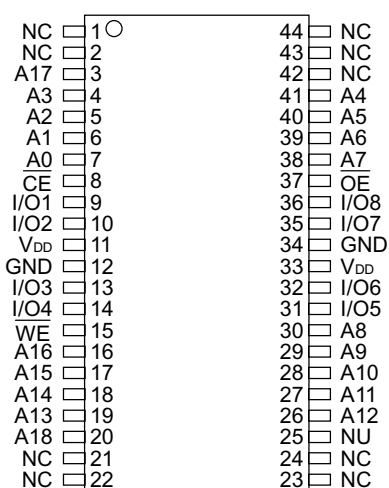 NC 1 44 NC
NC 2 43 NC
A17 3 42 NC
A3 4 41 A4
A2 5 40 A5
A1 6 39 A6
A0 7 38 A7
CE 8 37 OE
I/O1 9 36 I/O8
I/O2 10 35 I/O7
VDD 11 34 GND
GND 12 33 VDD
I/O3 13 32 I/O6
I/O4 14 31 I/O5
WE 15 30 A8
A16 16 29 A9
A15 17 28 A10
A14 18 27 A11
A13 19 26 A12
A18 20 25 NU
NC 21 24 NC
NC 22 23 NC